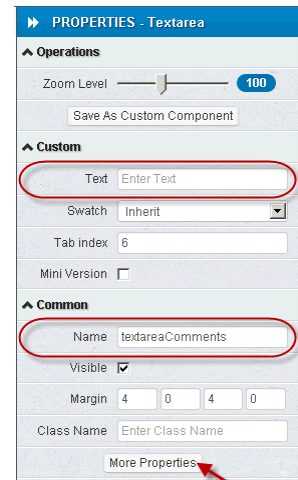 PROPERTIES - Textarea
Operations
Zoom Level 100
Save As Custom Component
Custom
Text Enter Text
Swatch Inherit
Tab index 6
Mini Version
Common
Name textareaComments
Visible
Margin 4 0 4 0
Class Name Enter Class Name
More Properties